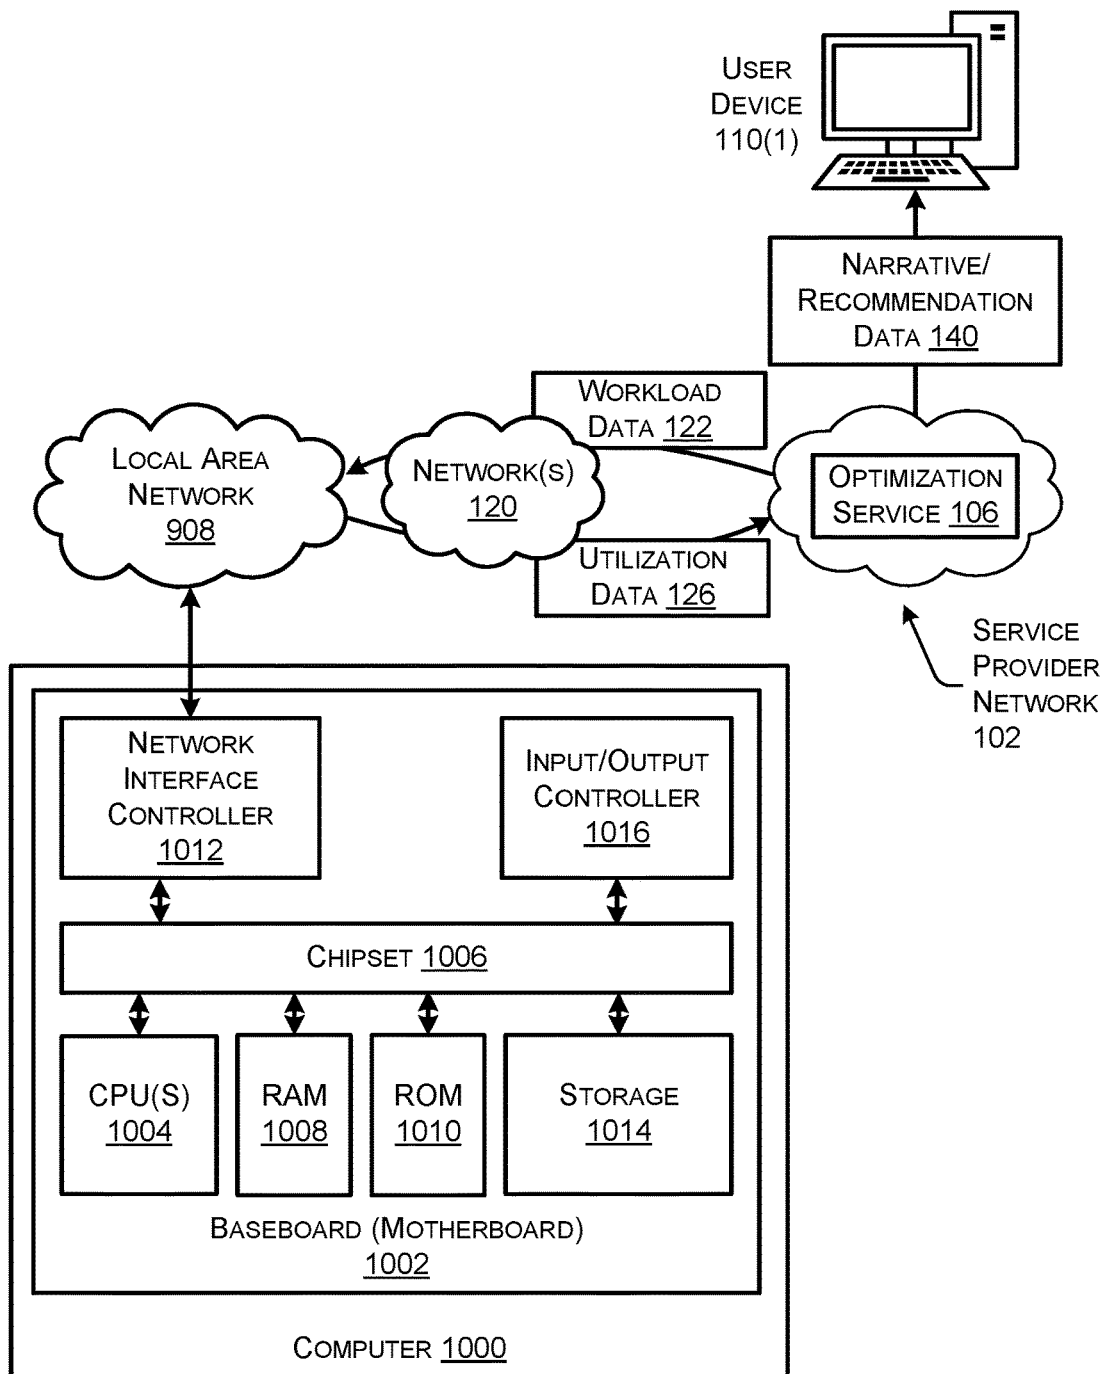 USER
DEVICE
110(1)
NARRATIVE/
RECOMMENDATION
DATA 140
WORKLOAD
DATA 122
LOCAL AREA
NETWORK
908
NETWORK(S)
120
OPTIMIZATION
SERVICE 106
UTILIZATION
DATA 126
SERVICE
PROVIDER
NETWORK
102
NETWORK
INTERFACE
CONTROLLER
1012
INPUT/OUTPUT
CONTROLLER
1016
CHIPSET 1006
CPU(S)
1004
RAM
1008
ROM
1010
STORAGE
1014
BASEBOARD (MOTHERBOARD)
1002
COMPUTER 1000